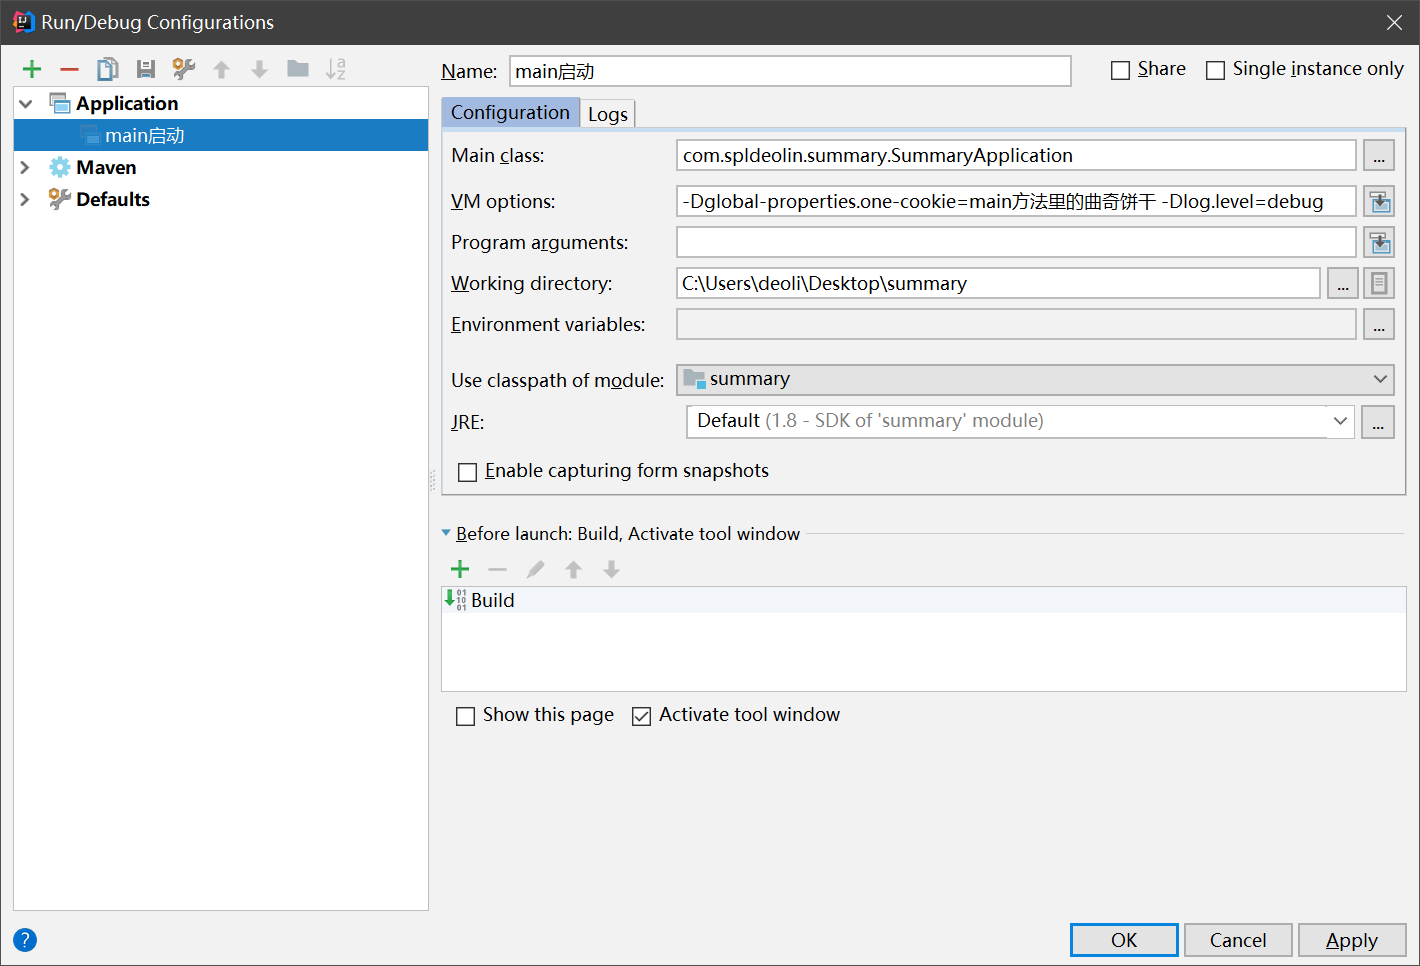 Run/Debug Configurations
Application
main启动
Maven
Defaults
Name: main启动
Share
Single instance only
Configuration
Logs
Main class: com.spldeolin.summary.SummaryApplication
...
VM options: -Dglobal-properties.one-cookie=main方法里的曲奇饼干 -Dlog.level=debug
Program arguments:
Working directory: C:\Users\deoli\Desktop\summary
...
Environment variables:
...
Use classpath of module: summary
JRE: Default (1.8 - SDK of 'summary' module)
...
Enable capturing form snapshots
Before launch: Build, Activate tool window
Build
Show this page
Activate tool window
?
OK
Cancel
Apply